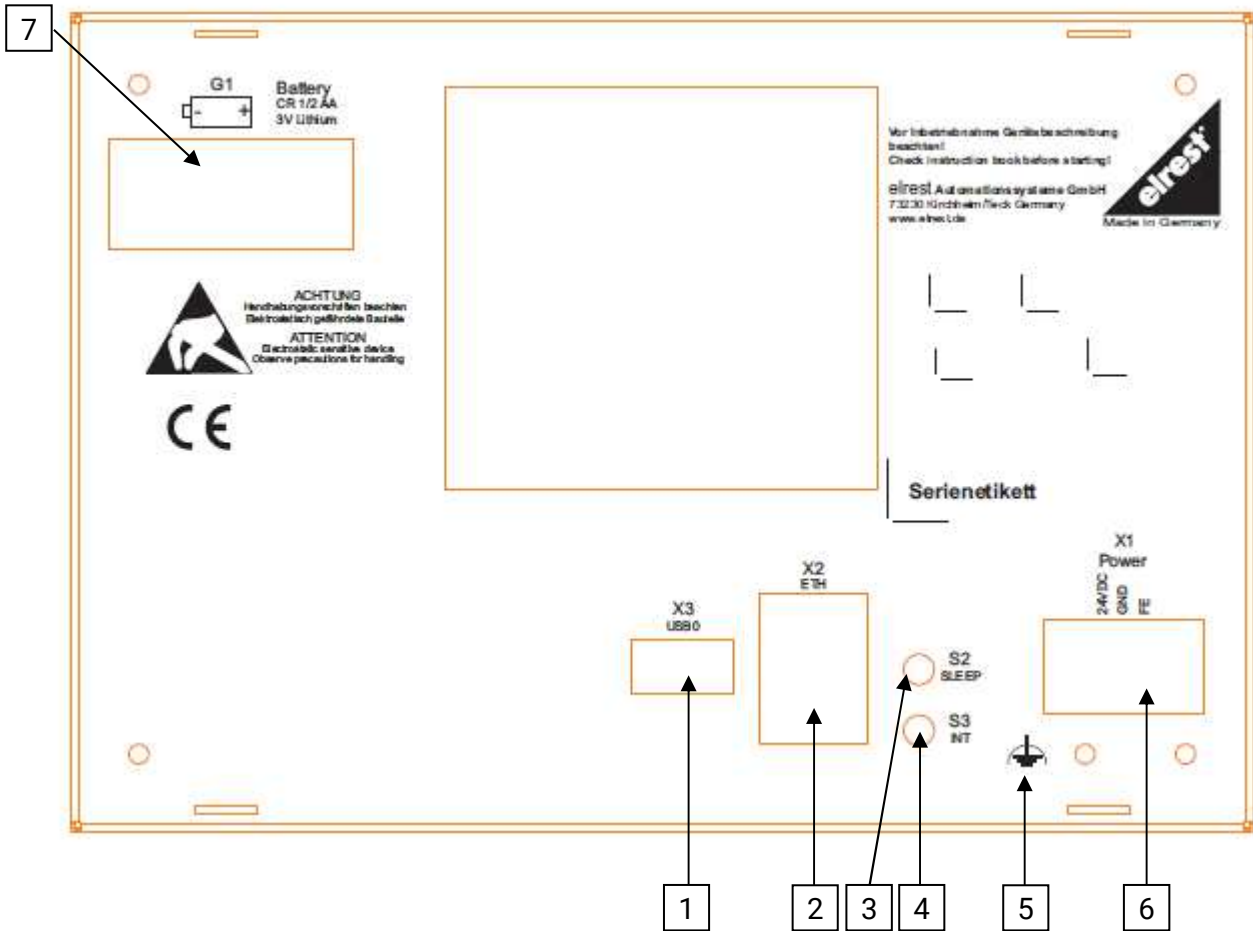 7
G1
- +
Battery
CR 1/2 AA
3V Lithium
Vor Inbetriebnahme Gerätebeschreibung
beachten!
Check instruction book before starting!
elrest Automationssysteme GmbH
73230 Kirchheim/Teck Germany
www.elrest.de
elrest
Made in Germany
ACHTUNG
Handhabungsvorschriften beachten
Elektrostatisch gefährdete Bauteile
ATTENTION
Electrostatic sensitive device
Observe precautions for handling
CE
Serienetikett
X1
Power
24VDC
GND
FE
X2
ETH
X3
USB0
S2
SLEEP
S3
INT
1
2
3
4
5
6